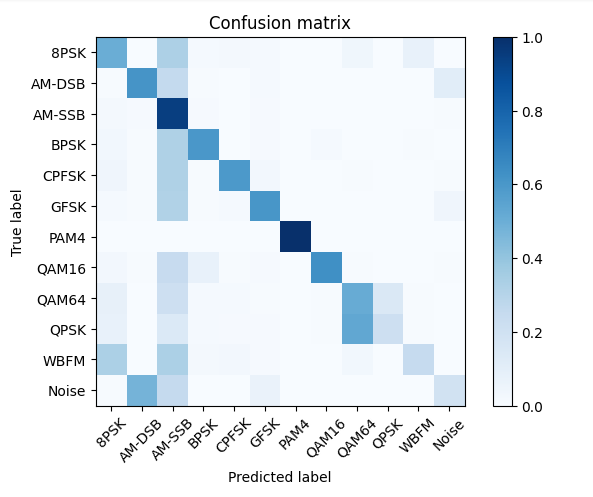 Confusion matrix
8PSK
AM-DSB
AM-SSB
BPSK
CPFSK
GFSK
PAM4
QAM16
QAM64
QPSK
WBFM
Noise
True label
8PSK
AM-DSB
AM-SSB
BPSK
CPFSK
GFSK
PAM4
QAM16
QAM64
QPSK
WBFM
Noise
Predicted label
1.0
0.8
0.6
0.4
0.2
0.0